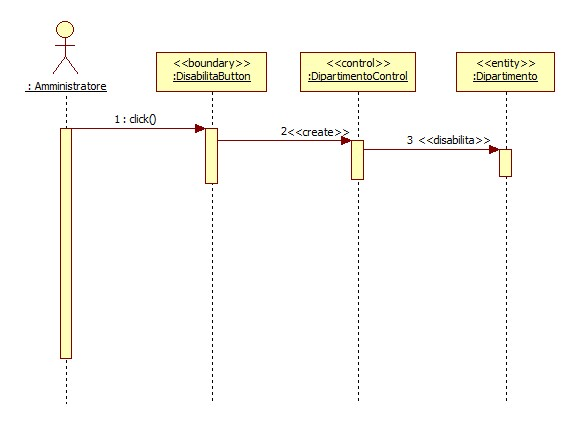 <<boundary>>
:DisabilitaButton
<<control>>
:DipartimentoControl
<<entity>>
:Dipartimento
: Amministratore
1 : click()
2<<create>>
3 <<disabilita>>